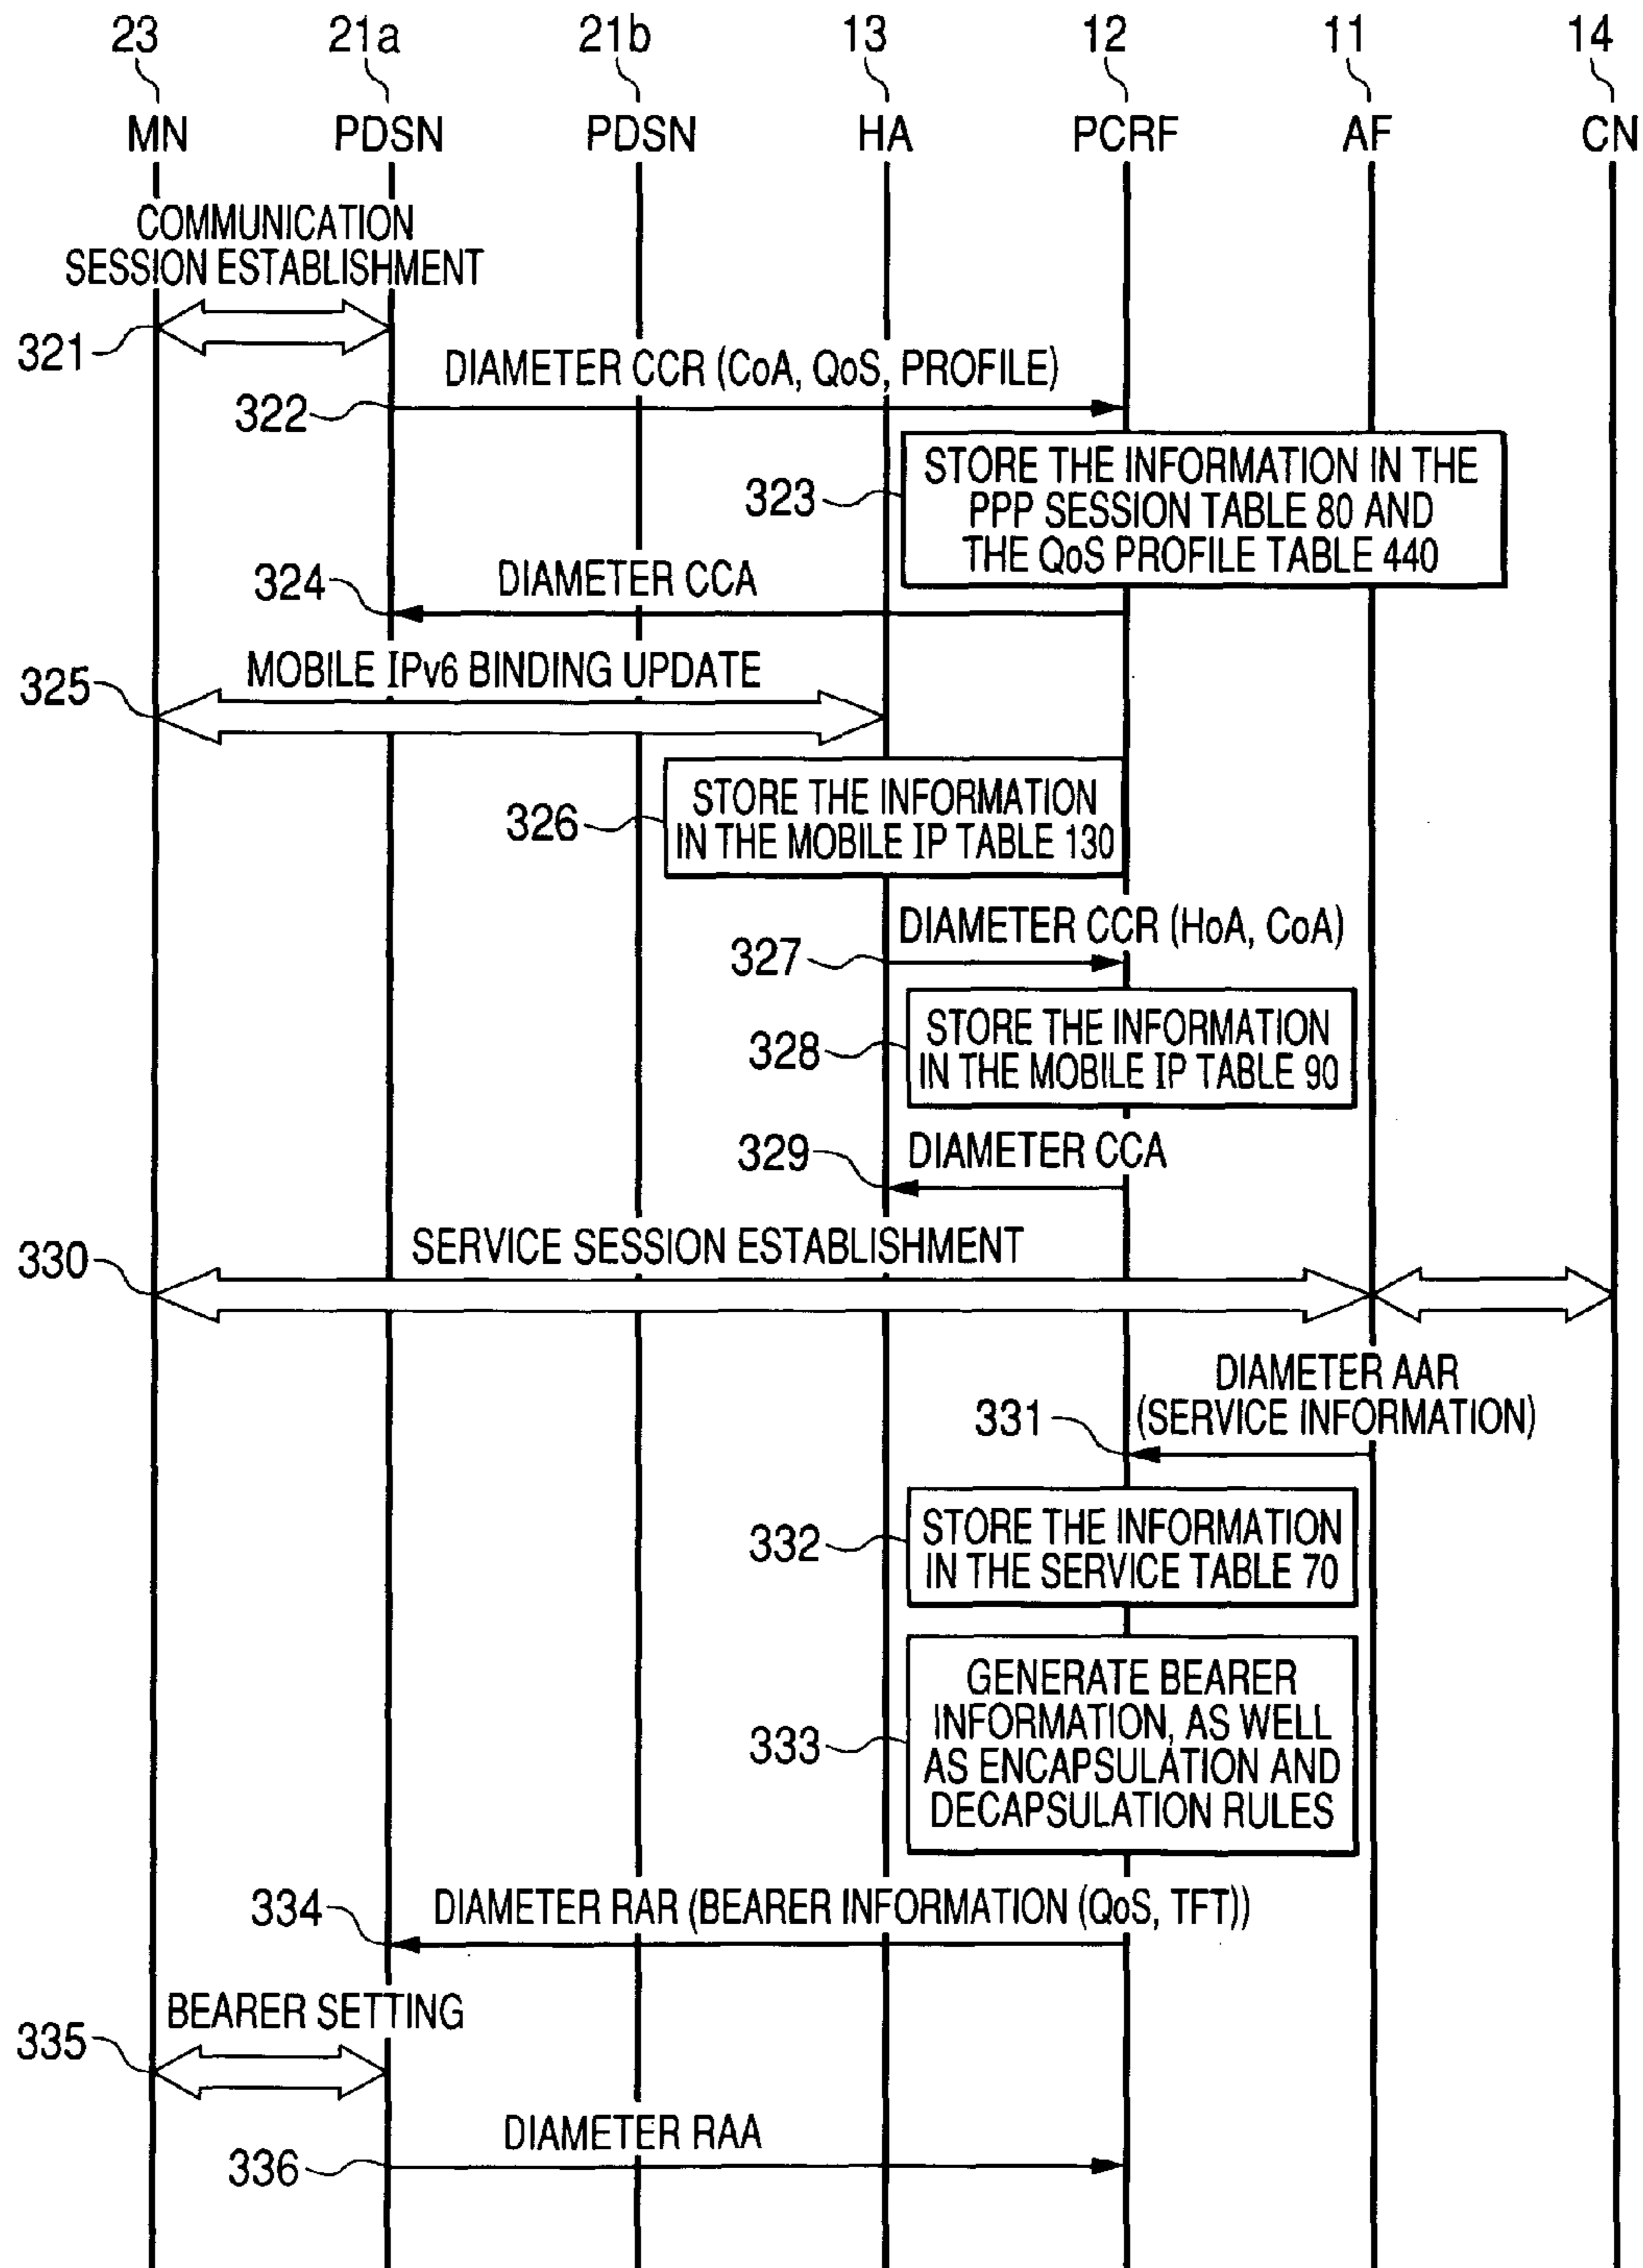 23 21a 21b 13 12 11 14
MN PDSN PDSN HA PCRF AF CN
COMMUNICATION
SESSION ESTABLISHMENT
321
DIAMETER CCR (CoA, QoS, PROFILE)
322
STORE THE INFORMATION IN THE
PPP SESSION TABLE 80 AND
THE QoS PROFILE TABLE 440
323
DIAMETER CCA
324
MOBILE IPv6 BINDING UPDATE
325
STORE THE INFORMATION
IN THE MOBILE IP TABLE 130
326
DIAMETER CCR (HoA, CoA)
327
STORE THE INFORMATION
IN THE MOBILE IP TABLE 90
328
DIAMETER CCA
329
SERVICE SESSION ESTABLISHMENT
330
DIAMETER AAR
(SERVICE INFORMATION)
331
STORE THE INFORMATION
IN THE SERVICE TABLE 70
332
GENERATE BEARER
INFORMATION, AS WELL
AS ENCAPSULATION AND
DECAPSULATION RULES
333
DIAMETER RAR (BEARER INFORMATION (QoS, TFT))
334
BEARER SETTING
335
DIAMETER RAA
336